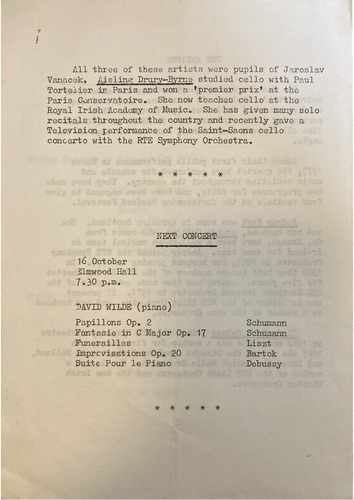 All three of these artists were pupils of Jaroslav
Vanacek. Aisling Drury-Byrne studied cello with Paul
Tortelier in Paris and won a 'premier prix' at the
Paris Conservatoire. She now teaches cello at the
Royal Irish Academy of Music. She has given many solo
recitals throughout the country and recently gave a
Television performance of the Saint-Saens cello
concerto with the RTE Symphony Orchestra.
* * * * *
NEXT CONCERT
16 October
Elmwood Hall
7.30 p.m.
DAVID WILDE (piano)
Papillons Op. 2 Schumann
Fantasie in C Major Op. 17 Schumann
Funerailles Liszt
Improvisations Op. 20 Bartok
Suite Pour le Piano Debussy
* * * * *